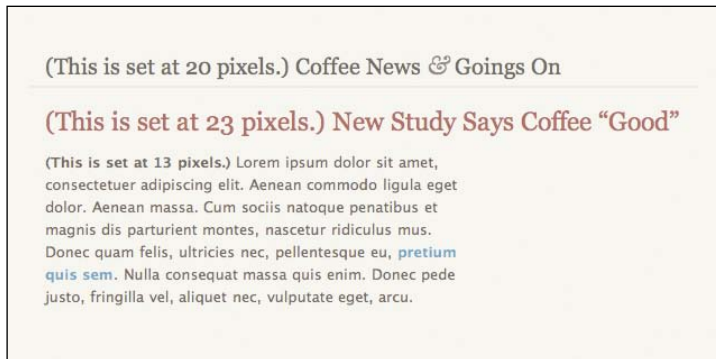 (This is set at 20 pixels.) Coffee News & Goings On
(This is set at 23 pixels.) New Study Says Coffee “Good”
(This is set at 13 pixels.) Lorem ipsum dolor sit amet,
consectetuer adipiscing elit. Aenean commodo ligula eget
dolor. Aenean massa. Cum sociis natoque penatibus et
magnis dis parturient montes, nascetur ridiculus mus.
Donec quam felis, ultricies nec, pellentesque eu, pretium
quis sem. Nulla consequat massa quis enim. Donec pede
justo, fringilla vel, aliquet nec, vulputate eget, arcu.